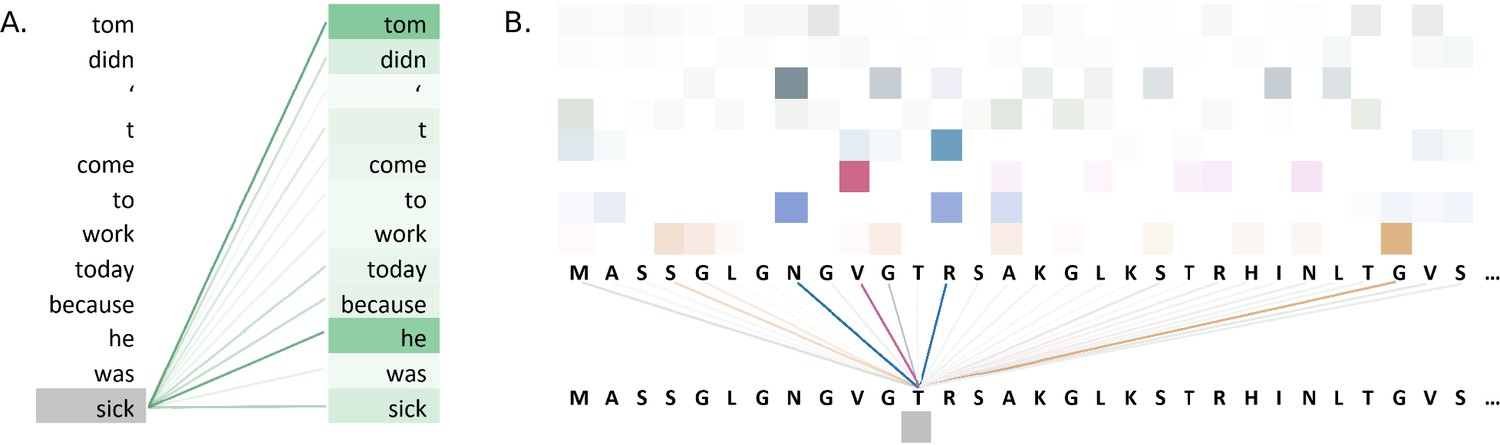 A.
tom tom
didn didn
‘ ‘
t t
come come
to to
work work
today today
because because
he he
was was
sick sick
B.
M A S S G L G N G V G T R S A K G L K S T R H I N L T G V S ...
M A S S G L G N G V G T R S A K G L K S T R H I N L T G V S ...